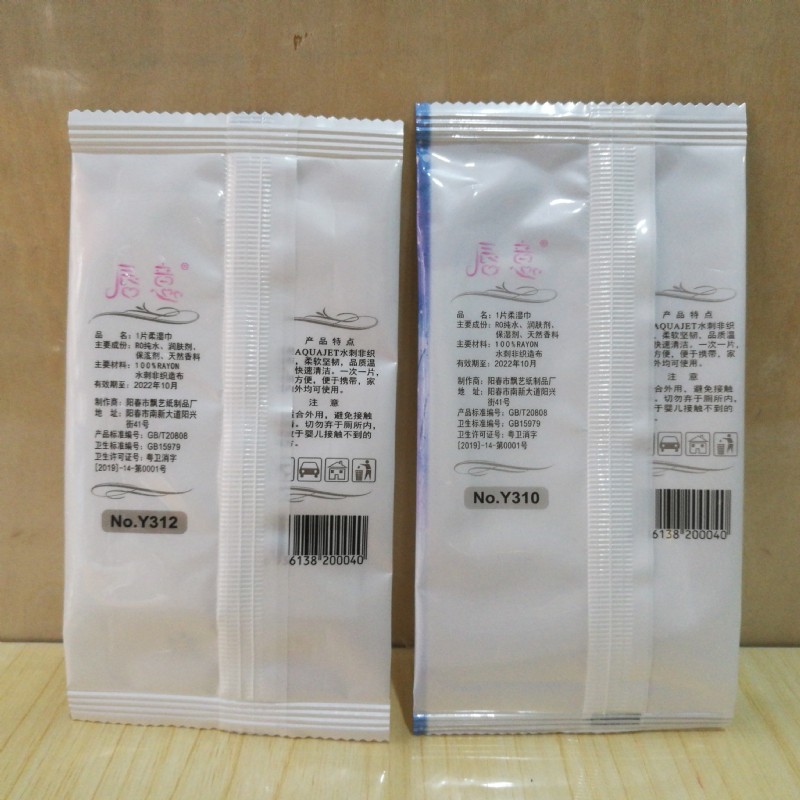 唇意®
品 名：1片柔湿巾
主要成份：RO纯水、润肤剂、
保湿剂、天然香料
主要材料：100%RAYON
水刺非织造布
有效期至：2022年10月
制作商：阳春市飘艺纸制品厂
地 址：阳春市南新大道阳兴
街41号
产品标准编号：GB/T20808
卫生标准编号：GB15979
卫生许可证号：粤卫消字
[2019]-14-第0001号
No.Y312
产品特点
AQUAJET水刺非织
，柔软坚韧，品质温
快速清洁。一次一片，
方便，便于携带，家
外均可使用。
注 意
合外用，避免接触
。切勿弃于厕所内，
于婴儿接触不到的
。
6138 200040
唇意®
品 名：1片柔湿巾
主要成份：RO纯水、润肤剂、
保湿剂、天然香料
主要材料：100%RAYON
水刺非织造布
有效期至：2022年10月
制作商：阳春市飘艺纸制品厂
地 址：阳春市南新大道阳兴
街41号
产品标准编号：GB/T20808
卫生标准编号：GB15979
卫生许可证号：粤卫消字
[2019]-14-第0001号
No.Y310
产品特点
AQUAJET水刺非织
，柔软坚韧，品质温
快速清洁。一次一片，
方便，便于携带，家
外均可使用。
注 意
合外用，避免接触
。切勿弃于厕所内，
于婴儿接触不到的
。
6138 200040